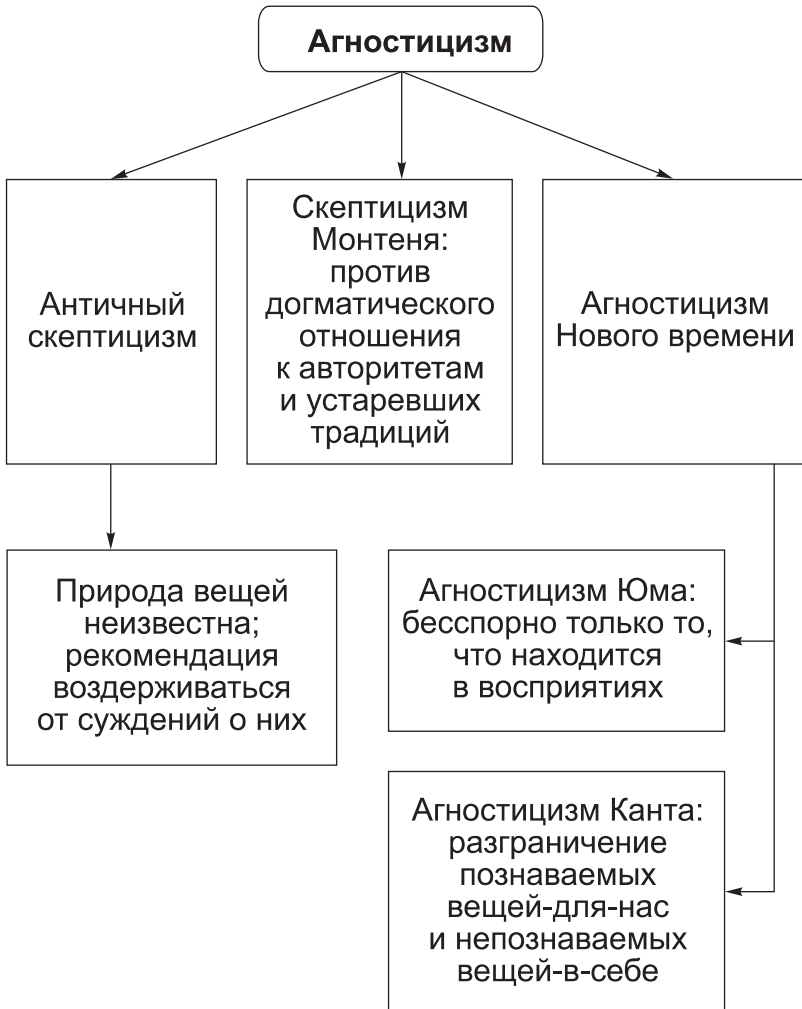 Агностицизм
Античный
скептицизм
Скептицизм
Монтеня:
против
догматического
отношения
к авторитетам
и устаревших
традиций
Агностицизм
Нового времени
Природа вещей
неизвестна;
рекомендация
воздерживаться
от суждений о них
Агностицизм Юма:
бесспорно только то,
что находится
в восприятиях
Агностицизм Канта:
разграничение
познаваемых
вещей-для-нас
и непознаваемых
вещей-в-себе